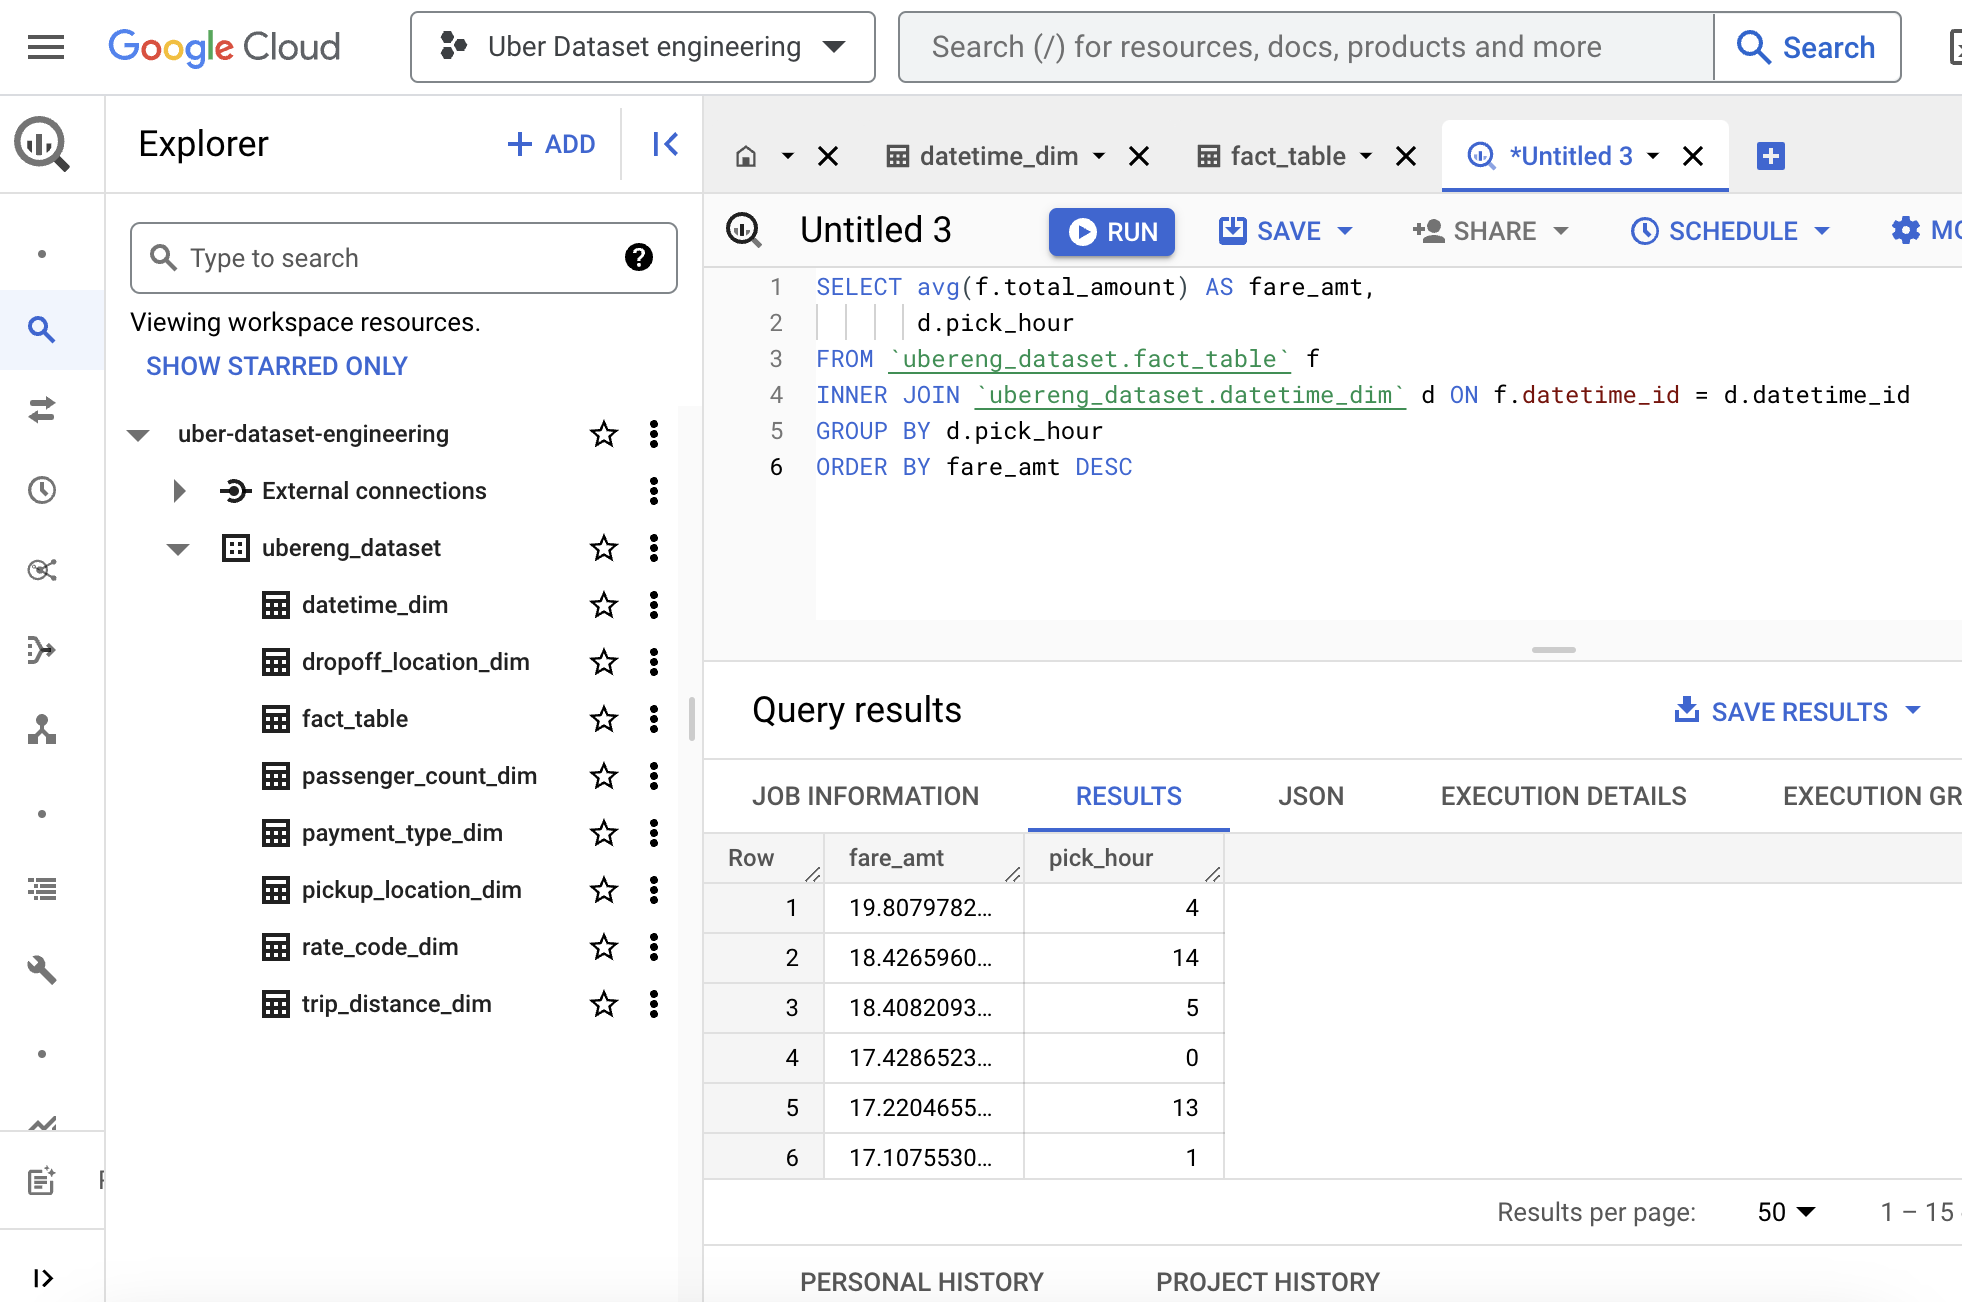 Google Cloud
Uber Dataset engineering
Search (/) for resources, docs, products and more
Search
Explorer
ADD
datetime_dim
fact_table
*Untitled 3
Type to search
Viewing workspace resources.
SHOW STARRED ONLY
uber-dataset-engineering
External connections
ubereng_dataset
datetime_dim
dropoff_location_dim
fact_table
passenger_count_dim
payment_type_dim
pickup_location_dim
rate_code_dim
trip_distance_dim
Untitled 3
RUN
SAVE
SHARE
SCHEDULE
MO
1 SELECT avg(f.total_amount) AS fare_amt,
2 d.pick_hour
3 FROM `ubereng_dataset.fact_table` f
4 INNER JOIN `ubereng_dataset.datetime_dim` d ON f.datetime_id = d.datetime_id
5 GROUP BY d.pick_hour
6 ORDER BY fare_amt DESC
Query results
SAVE RESULTS
JOB INFORMATION
RESULTS
JSON
EXECUTION DETAILS
EXECUTION GR
Row fare_amt pick_hour
1 19.8079782... 4
2 18.4265960... 14
3 18.4082093... 5
4 17.4286523... 0
5 17.2204655... 13
6 17.1075530... 1
Results per page: 50 1 – 15
PERSONAL HISTORY
PROJECT HISTORY